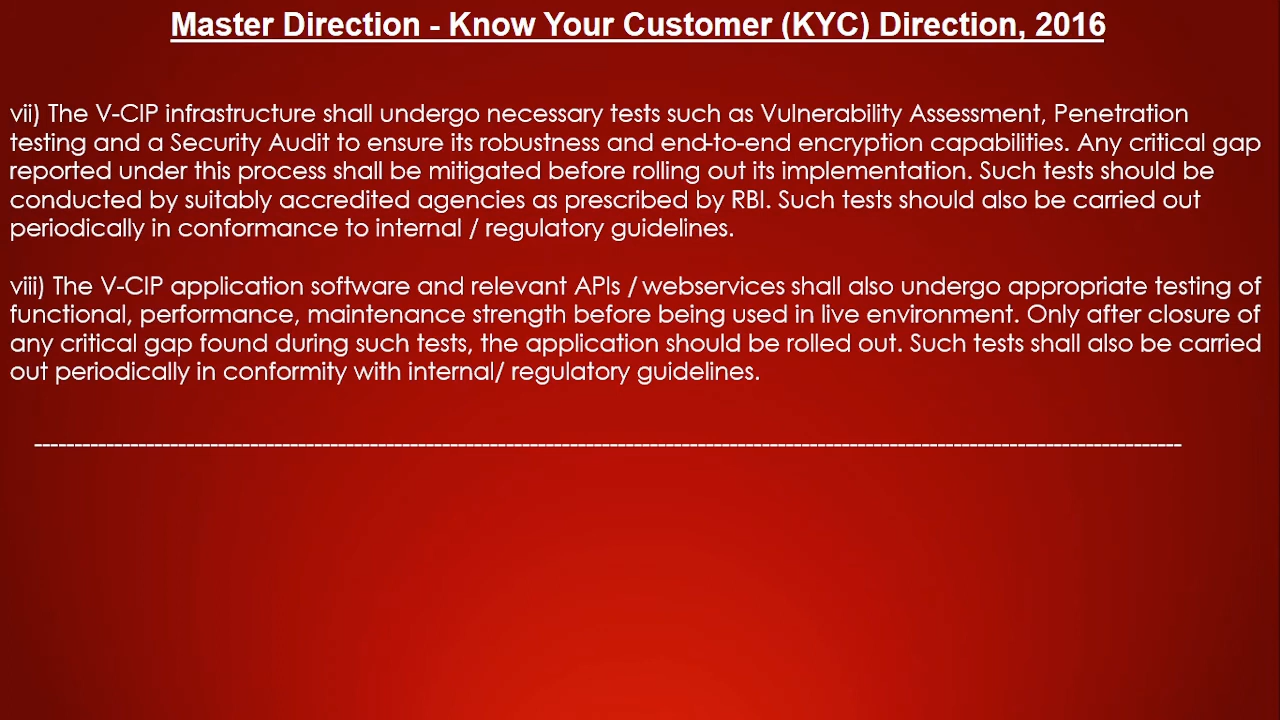 Master Direction - Know Your Customer (KYC) Direction, 2016
vii) The V-CIP infrastructure shall undergo necessary tests such as Vulnerability Assessment, Penetration
testing and a Security Audit to ensure its robustness and end-to-end encryption capabilities. Any critical gap
reported under this process shall be mitigated before rolling out its implementation. Such tests should be
conducted by suitably accredited agencies as prescribed by RBI. Such tests should also be carried out
periodically in conformance to internal / regulatory guidelines.
viii) The V-CIP application software and relevant APIs / webservices shall also undergo appropriate testing of
functional, performance, maintenance strength before being used in live environment. Only after closure of
any critical gap found during such tests, the application should be rolled out. Such tests shall also be carried
out periodically in conformity with internal/ regulatory guidelines.